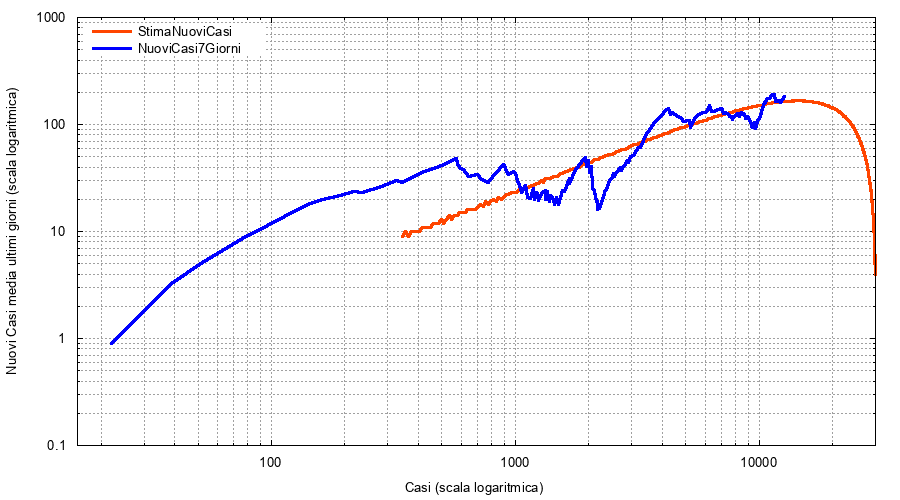 1000
100
10
1
0.1
Nuovi Casi media ultimi giorni (scala logaritmica)
StimaNuoviCasi
NuoviCasi7Giorni
100
1000
10000
Casi (scala logaritmica)